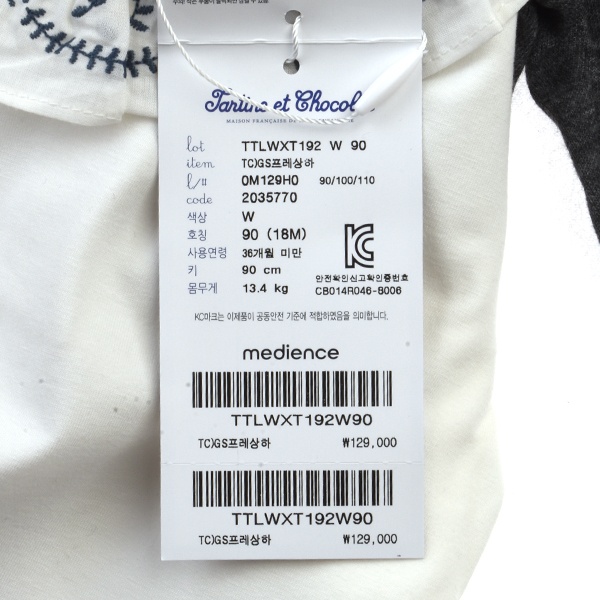 Tartine et Chocolat
MAISON FRANÇAISE
lot TTLWXT192 W 90
item TC)GS프레상하
l/# 0M129H0 90/100/110
code 2035770
색상 W
호칭 90 (18M)
사용연령 36개월 미만
키 90 cm
몸무게 13.4 kg
안전확인신고확인증번호
CB014R046-8006
KC마크는 이제품이 공통안전 기준에 적합하였음을 의미합니다.
medience
TTLWXT192W90
TC)GS프레상하 ₩129,000
TTLWXT192W90
TC)GS프레상하 ₩129,000